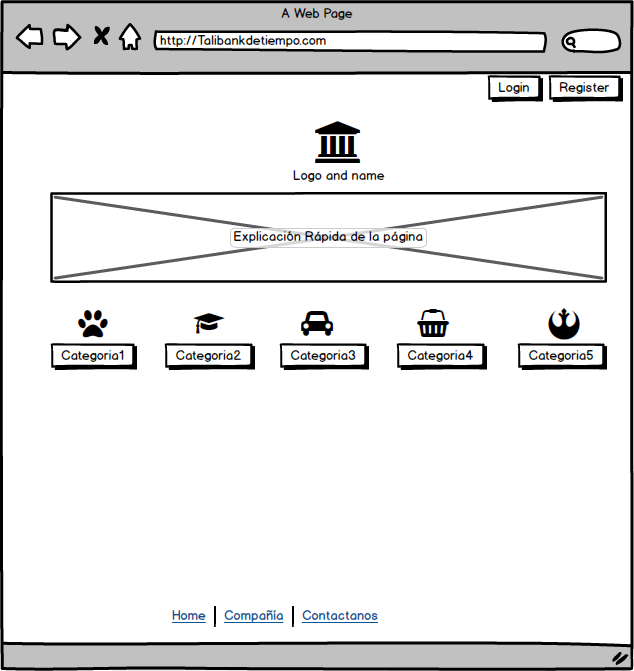 A Web Page
http://Talibankdetiempo.com
Login Register
Logo and name
Explicación Rápida de la página
Categoria1 Categoria2 Categoria3 Categoria4 Categoria5
Home Compañía Contactanos